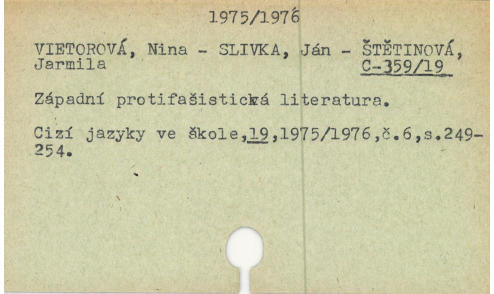 1975/1976
VIETOROVÁ, Nina - SLIVKA, Ján - ŠTĚTINOVÁ,
Jarmila C-359/19
Západní protifašistická literatura.
Cizí jazyky ve škole,19,1975/1976,č.6,s.249-
254.